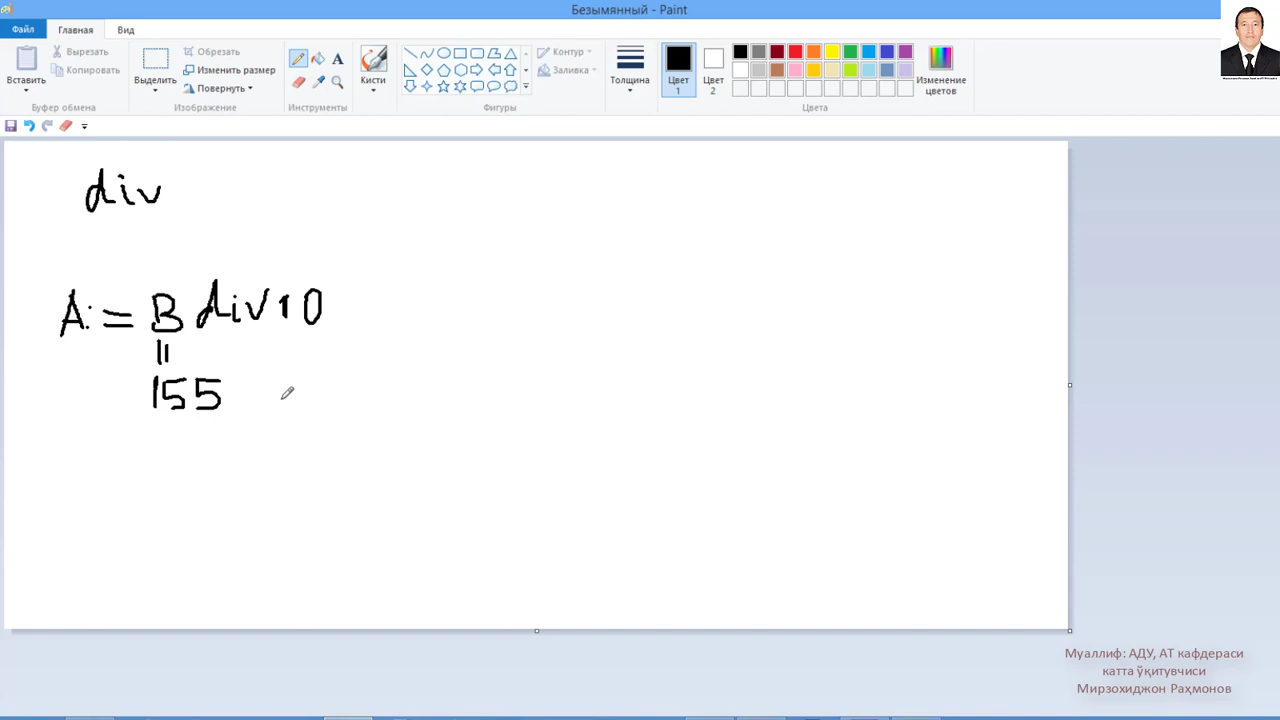 Безымянный - Paint
Файл Главная Вид
Вставить
Вырезать
Копировать
Буфер обмена
Выделить
Обрезать
Изменить размер
Повернуть
Изображение
A
Инструменты
Кисти
Контур
Заливка
Фигуры
Толщина
Цвет 1
Цвет 2
Изменение цветов
Цвета
div
A:= B div 10
=
155
Муаллиф: АДУ, АТ кафдераси
катта ўқитувчиси
Мирзохиджон Раҳмонов